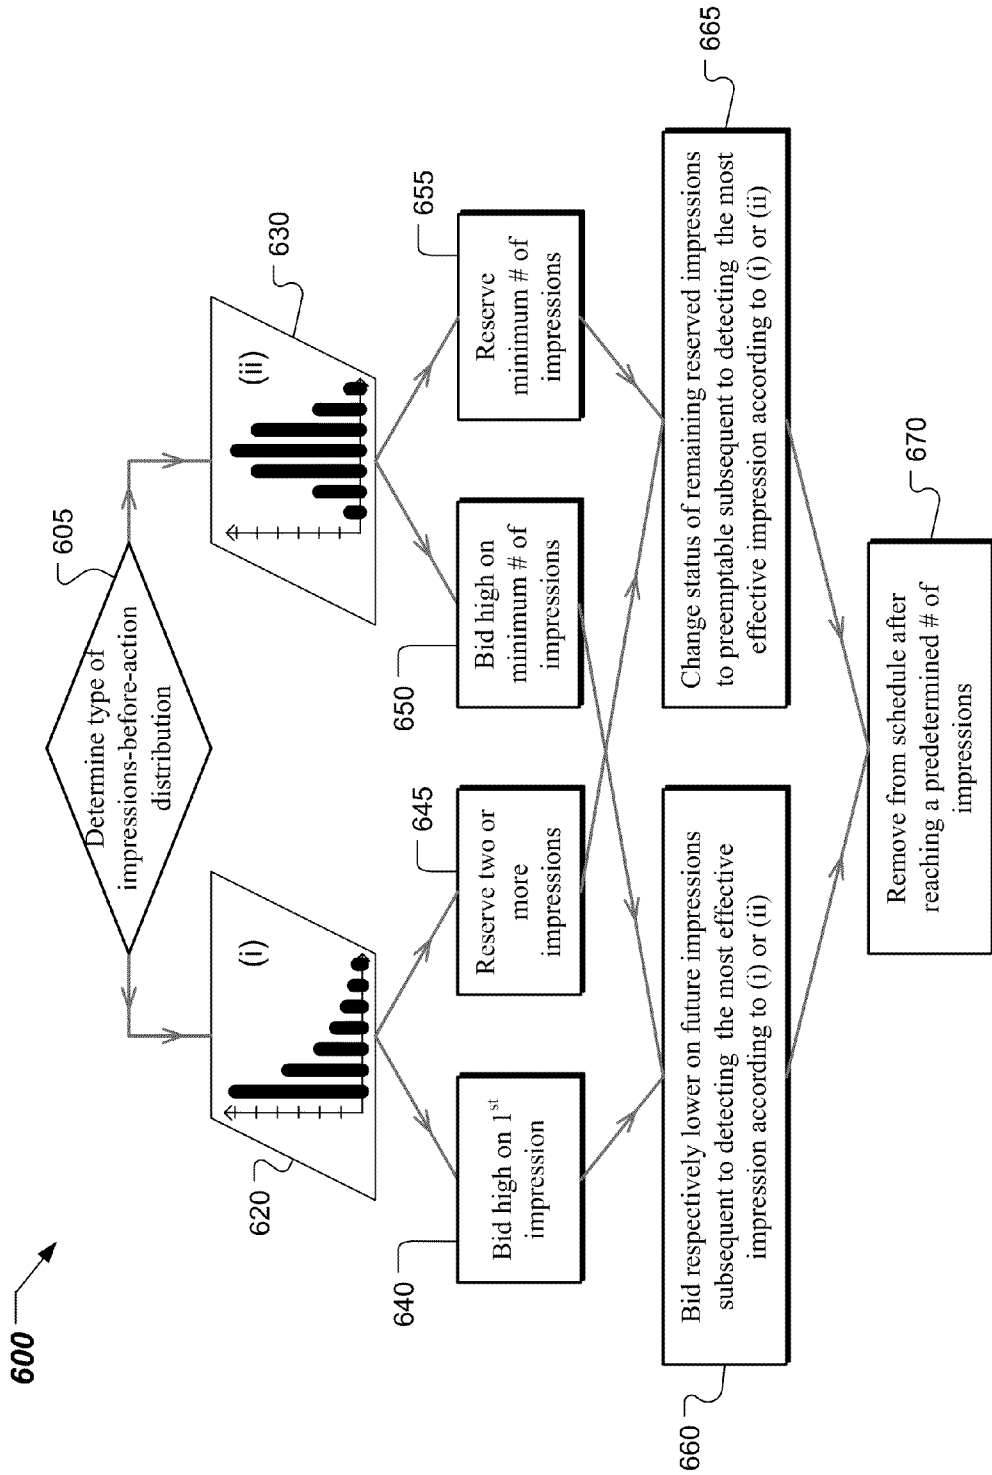 600
605
Determine type of
impressions-before-action
distribution
620
(i)
630
(ii)
640
Bid high on 1st
impression
645
Reserve two or
more
impressions
650
Bid high on
minimum # of
impressions
655
Reserve
minimum # of
impressions
660
Bid respectively lower on future impressions
subsequent to detecting the most effective
impression according to (i) or (ii)
665
Change status of remaining reserved impressions
to preemptable subsequent to detecting the most
effective impression according to (i) or (ii)
670
Remove from schedule after
reaching a predetermined # of
impressions